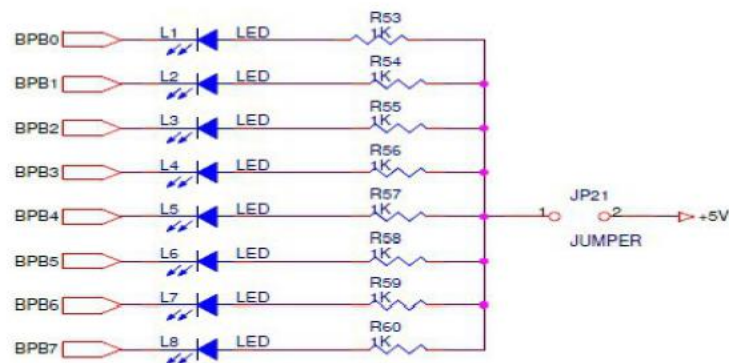 R53
BPB0 L1 LED 1K
R54
BPB1 L2 LED 1K
R55
BPB2 L3 LED 1K
R56
BPB3 L4 LED 1K
JP21
R57
BPB4 L5 LED 1K 1 2 +5V
JUMPER
R58
BPB5 L6 LED 1K
R59
BPB6 L7 LED 1K
R60
BPB7 L8 LED 1K